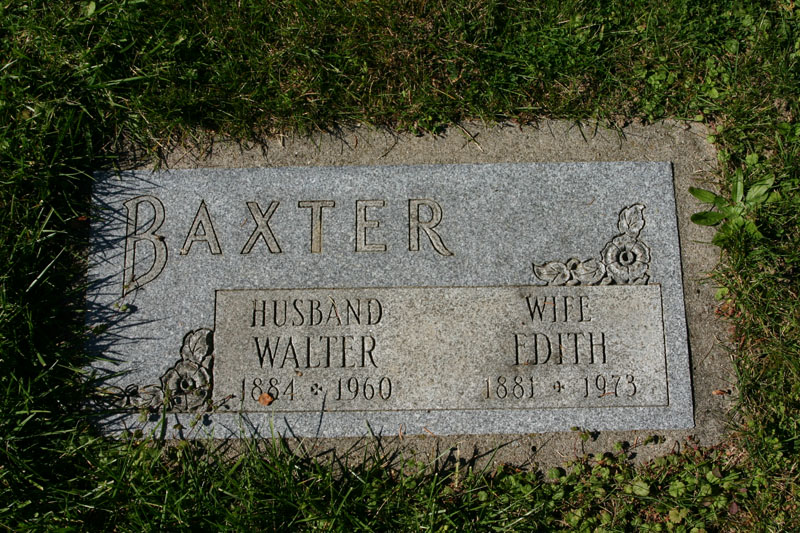 BAXTER
HUSBAND
WALTER
1884 1960
WIFE
EDITH
1881 1973